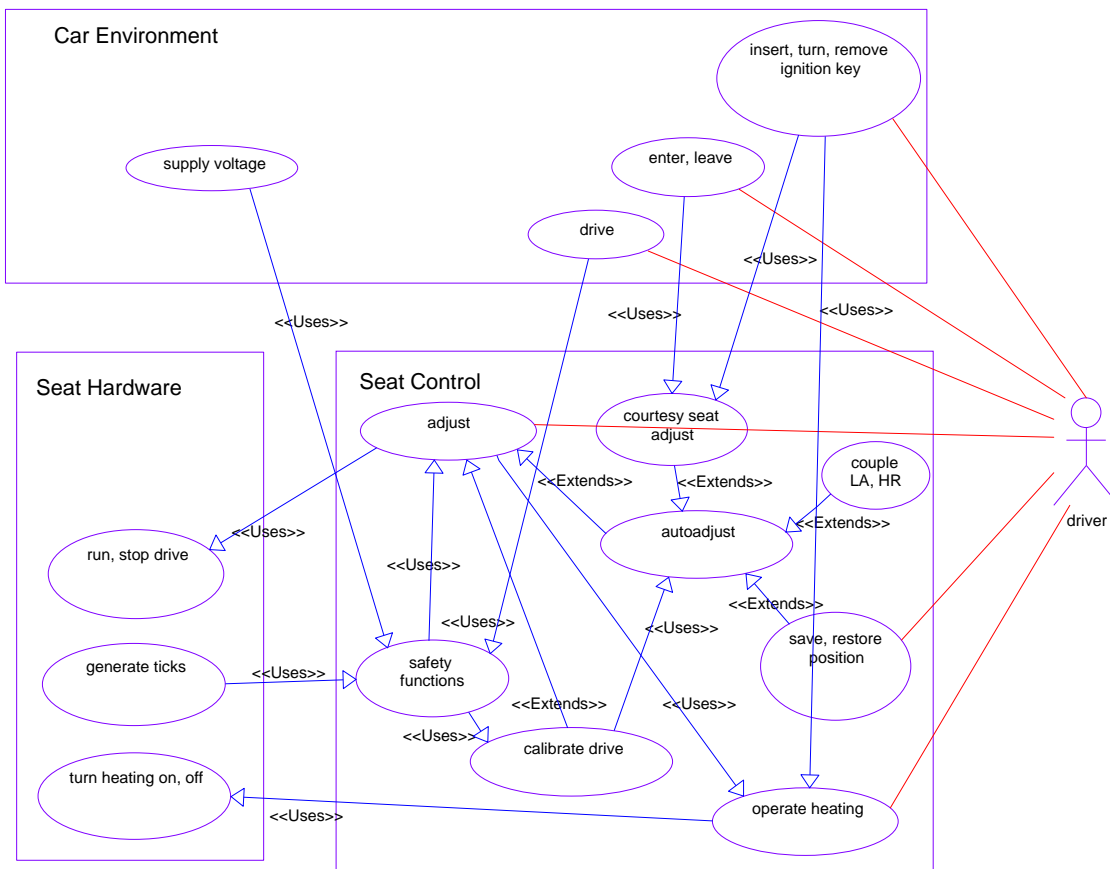 Car Environment
insert, turn, remove
ignition key
supply voltage
enter, leave
drive
<<Uses>>
<<Uses>>
<<Uses>>
<<Uses>>
Seat Hardware
Seat Control
adjust
courtesy seat
adjust
couple
LA, HR
<<Extends>>
<<Extends>>
driver
<<Extends>>
<<Uses>>
run, stop drive
autoadjust
<<Uses>>
<<Extends>>
<<Uses>>
<<Uses>>
save, restore
position
generate ticks
<<Uses>>
safety
functions
<<Extends>>
<<Uses>>
<<Uses>>
calibrate drive
turn heating on, off
operate heating
<<Uses>>